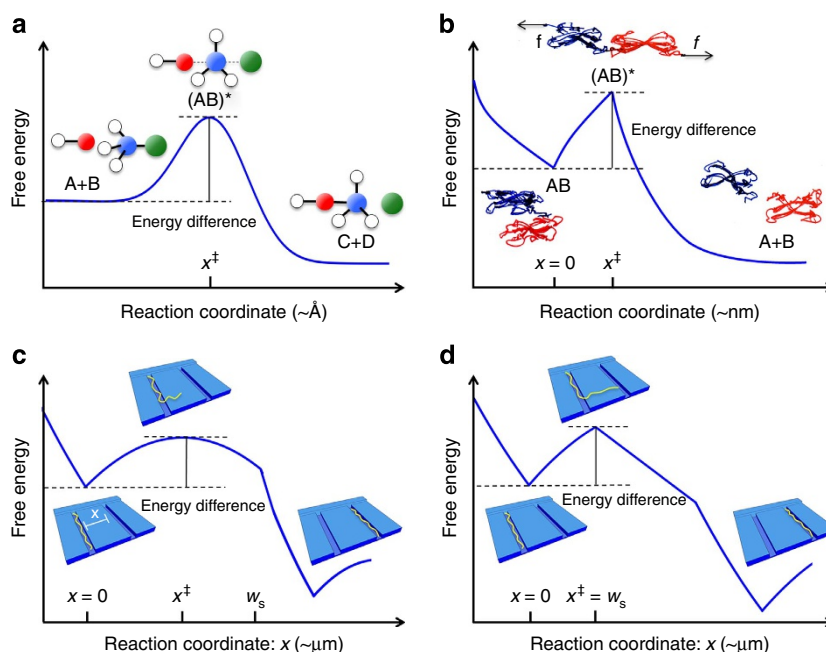 a
(AB)*
A+B
Energy difference
C+D
x‡
Free energy
Reaction coordinate (~Å)
b
f
f
(AB)*
Energy difference
AB
A+B
x = 0
x‡
Free energy
Reaction coordinate (~nm)
c
Energy difference
x
x = 0
x‡
ws
Free energy
Reaction coordinate: x (~μm)
d
Energy difference
x = 0
x‡ = ws
Free energy
Reaction coordinate: x (~μm)